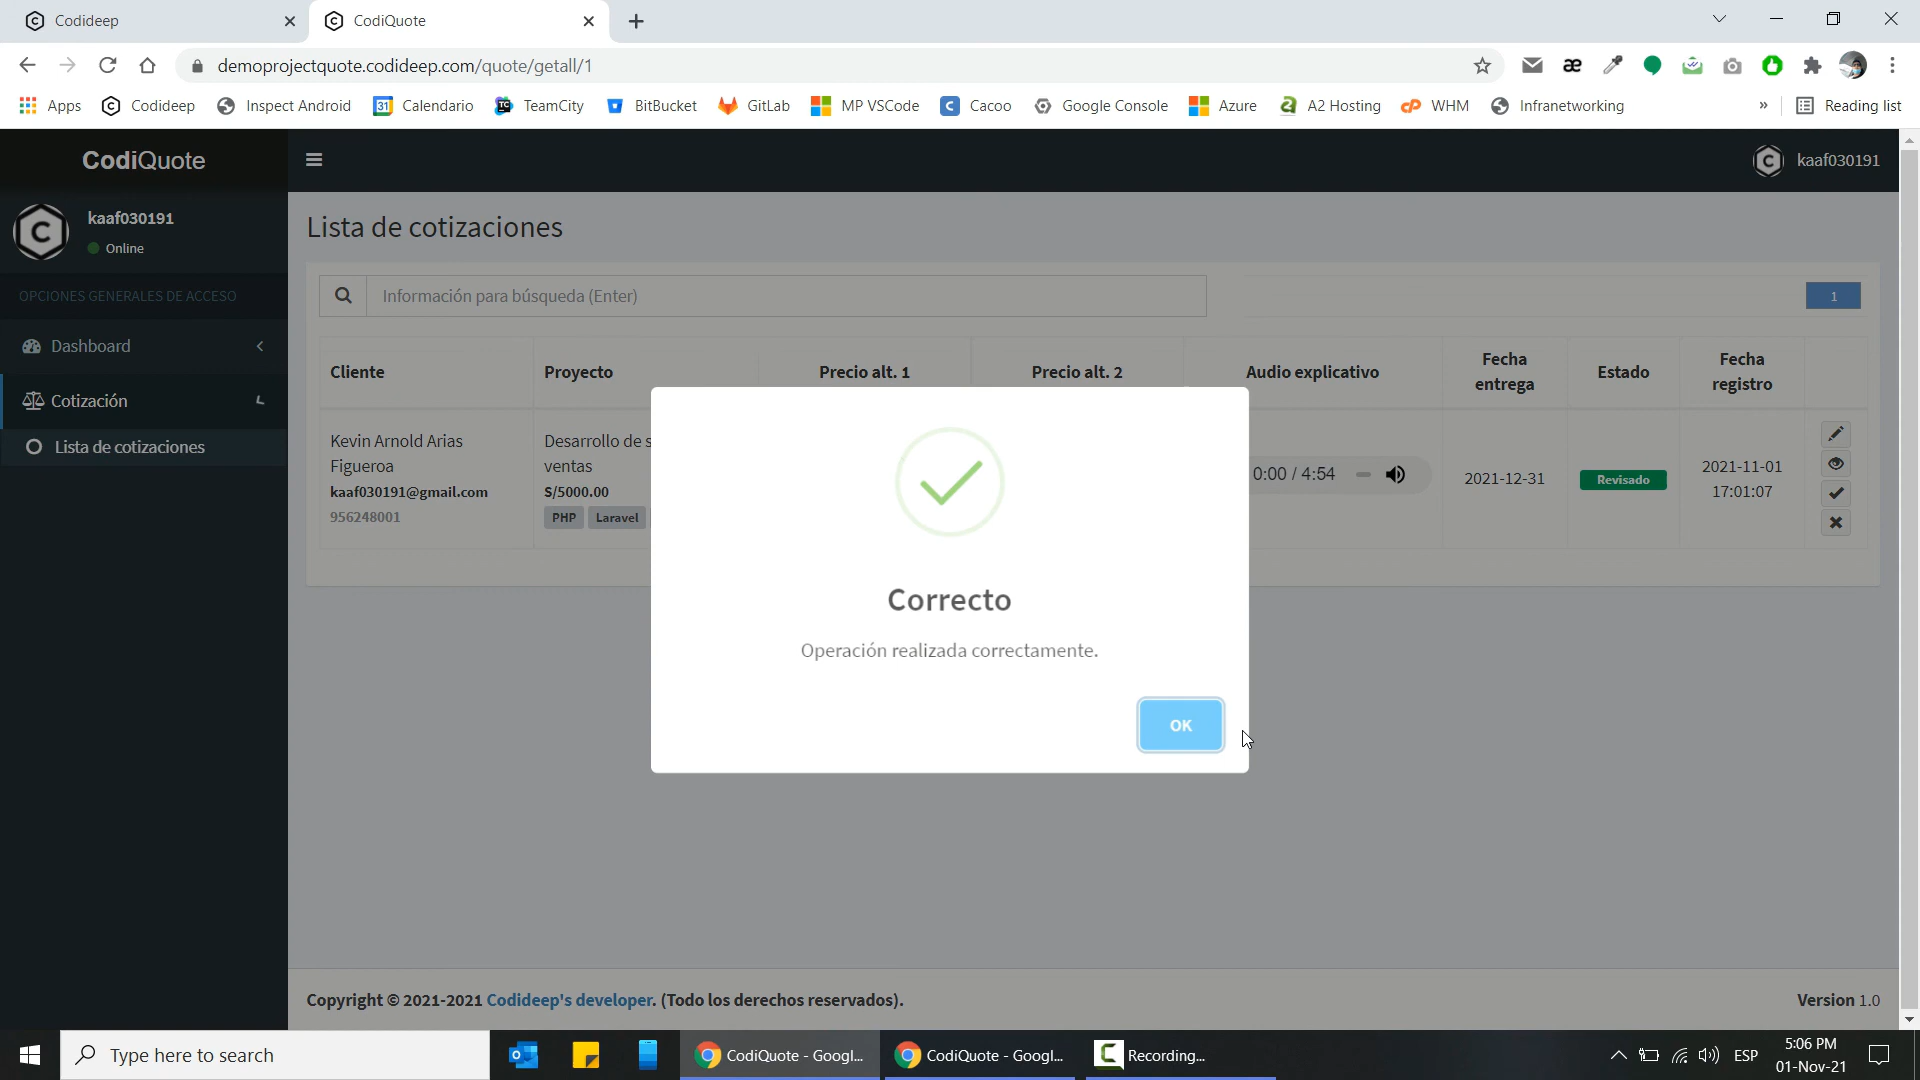 Codideep
CodiQuote
demoprojectquote.codideep.com/quote/getall/1
Apps
Codideep
Inspect Android
31
Calendario
TC
TeamCity
BitBucket
GitLab
MP VSCode
C
Cacoo
Google Console
Azure
A2 Hosting
WHM
Infranetworking
»
Reading list
CodiQuote
kaaf030191
kaaf030191
Online
Lista de cotizaciones
OPCIONES GENERALES DE ACCESO
Información para búsqueda (Enter)
1
Dashboard
Cotización
Lista de cotizaciones
Cliente
Proyecto
Precio alt. 1
Precio alt. 2
Audio explicativo
Fecha
entrega
Estado
Fecha
registro
Kevin Arnold Arias
Figueroa
kaaf030191@gmail.com
956248001
Desarrollo de s
ventas
S/5000.00
PHP
Laravel
0:00 / 4:54
2021-12-31
Revisado
2021-11-01
17:01:07
Correcto
Operación realizada correctamente.
OK
Copyright © 2021-2021 Codideep's developer. (Todo los derechos reservados).
Version 1.0
Type here to search
CodiQuote - Googl...
CodiQuote - Googl...
Recording...
ESP
5:06 PM
01-Nov-21